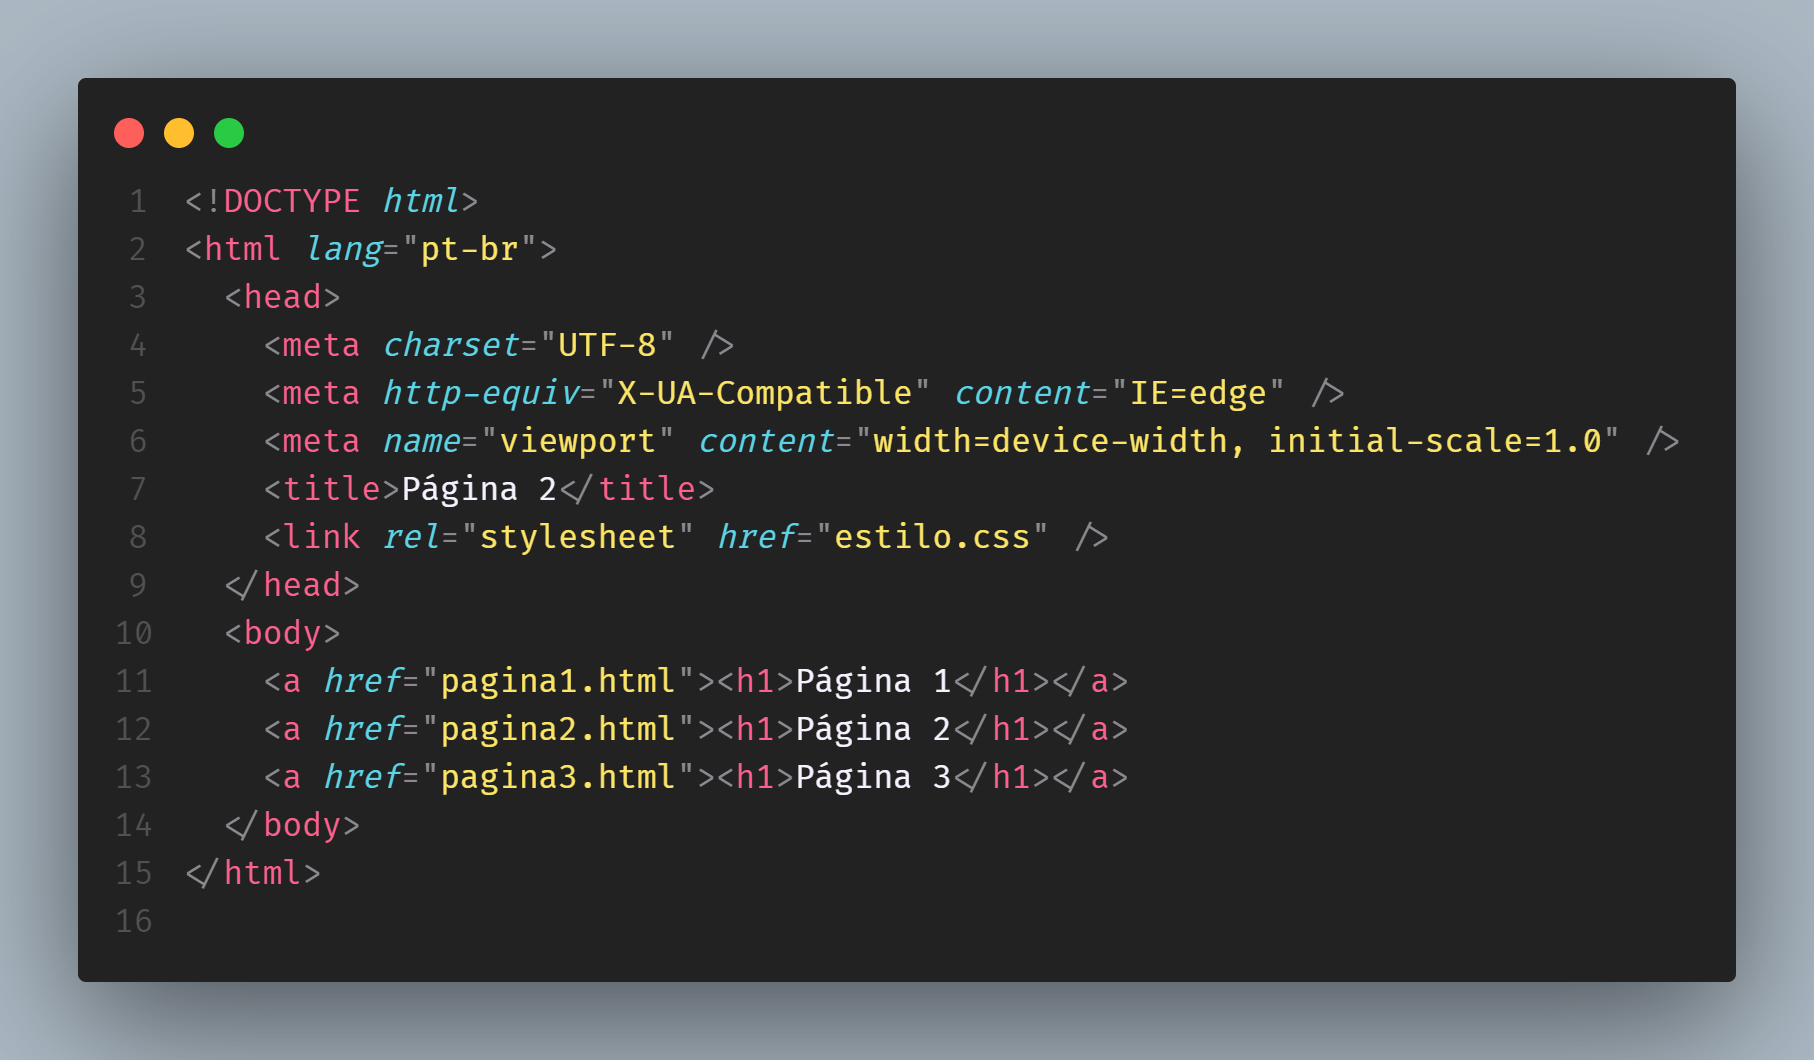 1 <!DOCTYPE html>
2 <html lang="pt-br">
3   <head>
4     <meta charset="UTF-8" />
5     <meta http-equiv="X-UA-Compatible" content="IE=edge" />
6     <meta name="viewport" content="width=device-width, initial-scale=1.0" />
7     <title>Página 2</title>
8     <link rel="stylesheet" href="estilo.css" />
9   </head>
10   <body>
11     <a href="pagina1.html"><h1>Página 1</h1></a>
12     <a href="pagina2.html"><h1>Página 2</h1></a>
13     <a href="pagina3.html"><h1>Página 3</h1></a>
14   </body>
15 </html>
16